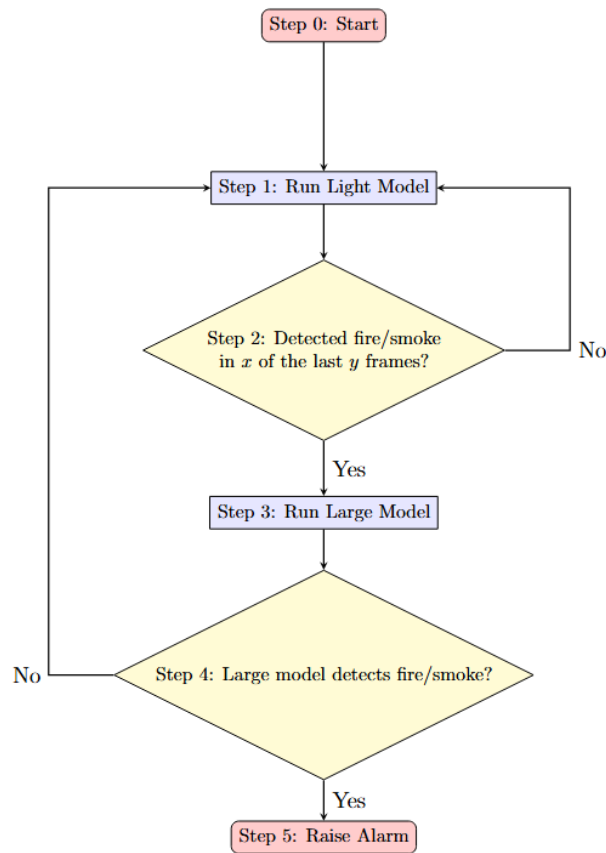 Step 0: Start
Step 1: Run Light Model
Step 2: Detected fire/smoke
in x of the last y frames?
No
Yes
Step 3: Run Large Model
Step 4: Large model detects fire/smoke?
No
Yes
Step 5: Raise Alarm